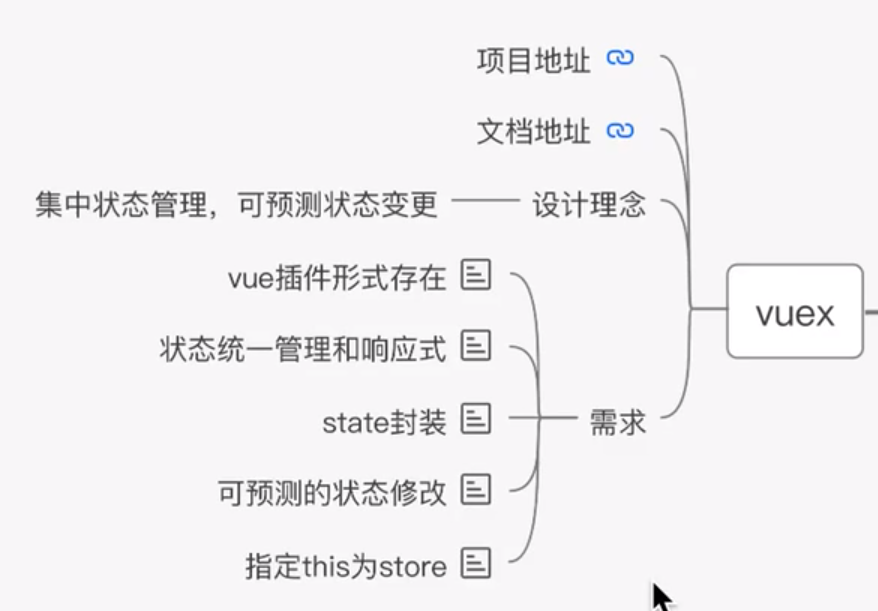 项目地址
文档地址
集中状态管理，可预测状态变更
设计理念
vue插件形式存在
状态统一管理和响应式
state封装
需求
可预测的状态修改
指定this为store
vuex